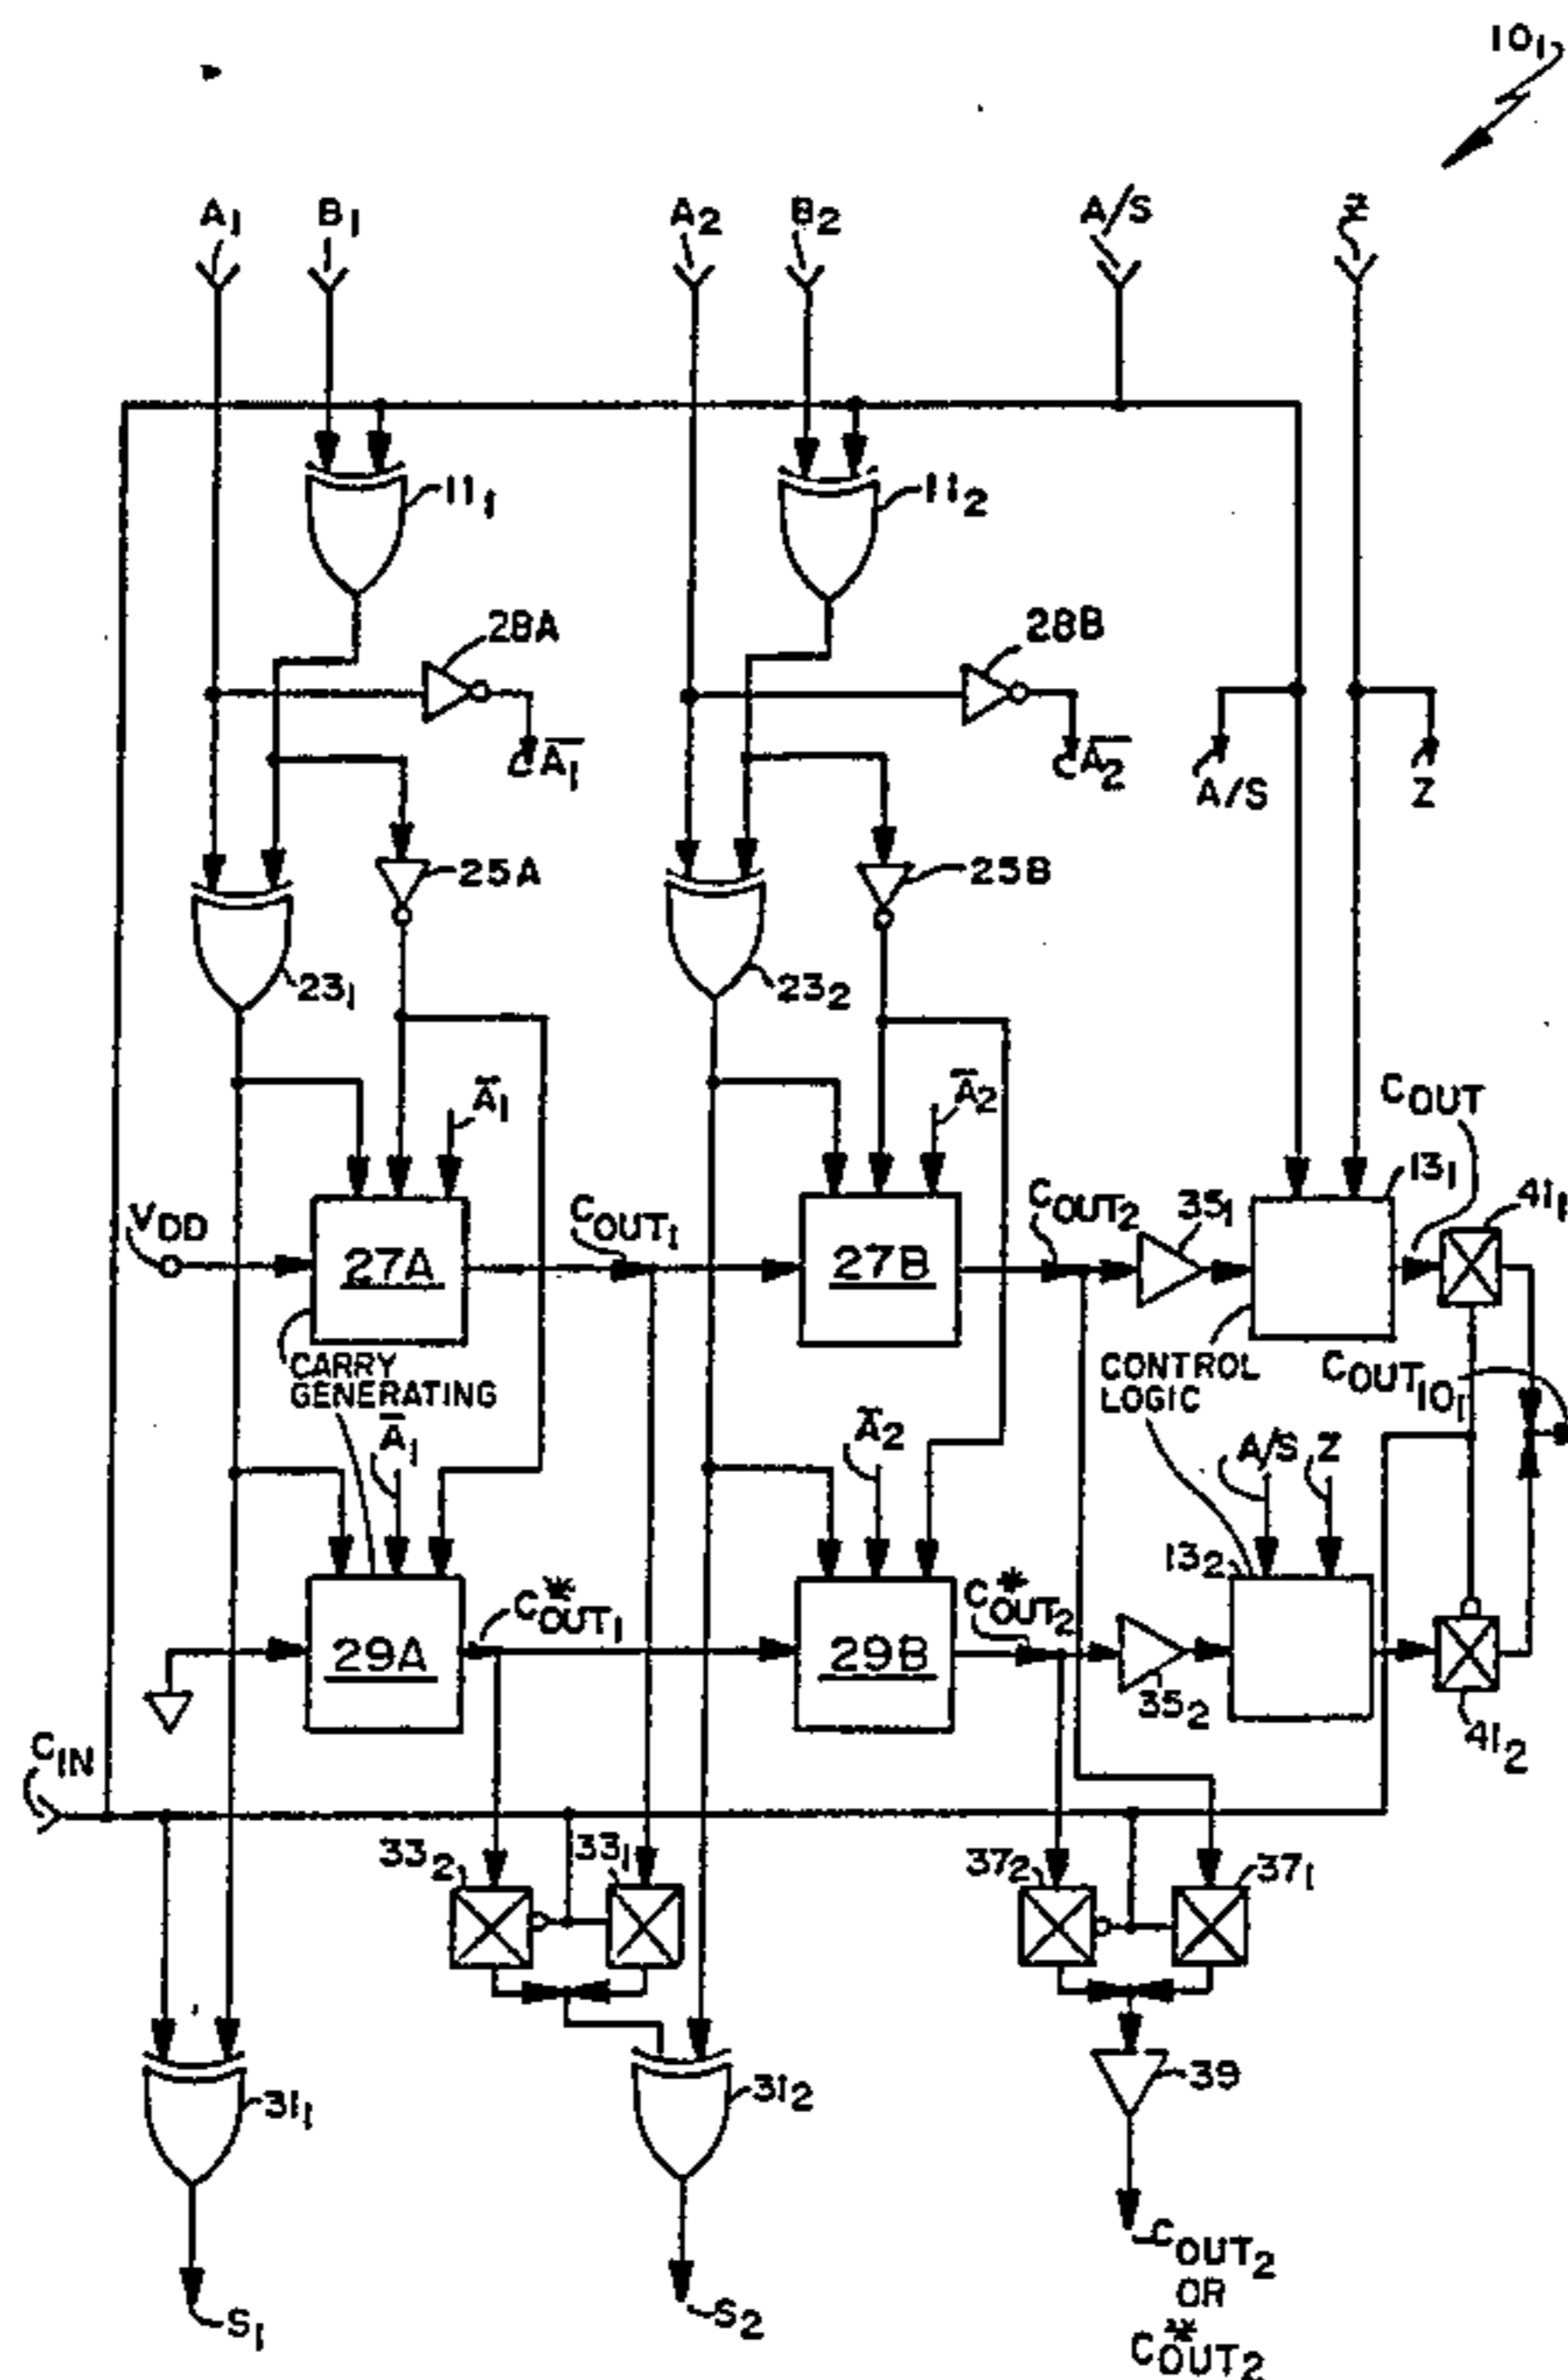 10₁
A₁ B₁ A₂ B₂ A/S Z
11₁ 11₂
28A 28B
A̅₁ A̅₂
A/S Z
25A 25B
23₁ 23₂
A̅₁ A̅₂
C_OUT
13₁
V_DD C_OUT₁ C_OUT₂ 35₁ 41₁
27A 27B
CARRY
GENERATING
CONTROL
LOGIC
C_OUT₁₀₁
A̅₁ A̅₂ A/S Z
13₂
C*_OUT₁ C*_OUT₂
29A 29B
35₂ 41₂
C_IN
33₂ 33₁ 37₂ 37₁
31₁ 31₂ 39
S₁ S₂
C_OUT₂
OR
C*_OUT₂